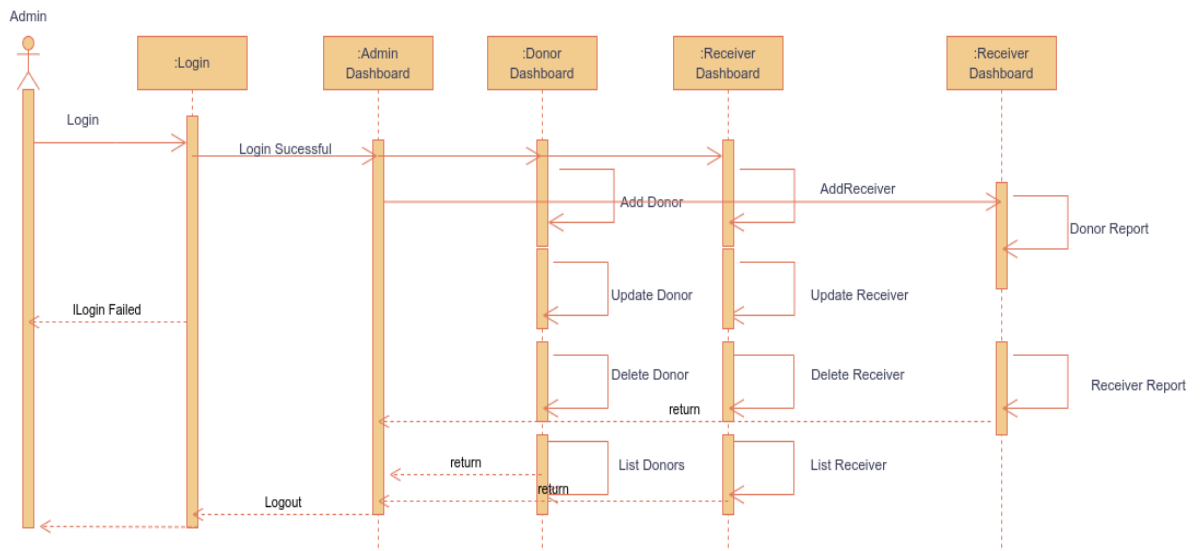 Admin
:Login
:Admin
Dashboard
:Donor
Dashboard
:Receiver
Dashboard
:Receiver
Dashboard
Login
Login Sucessful
Add Donor
AddReceiver
Donor Report
Update Donor
Update Receiver
ILogin Failed
Delete Donor
Delete Receiver
Receiver Report
return
return
List Donors
List Receiver
return
Logout